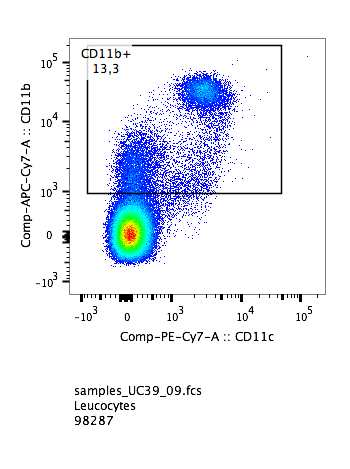 CD11b+
13,3
10^5
10^4
10^3
0
-10^3
Comp-APC-Cy7-A :: CD11b
-10^3 0 10^3 10^4 10^5
Comp-PE-Cy7-A :: CD11c
samples_UC39_09.fcs
Leucocytes
98287